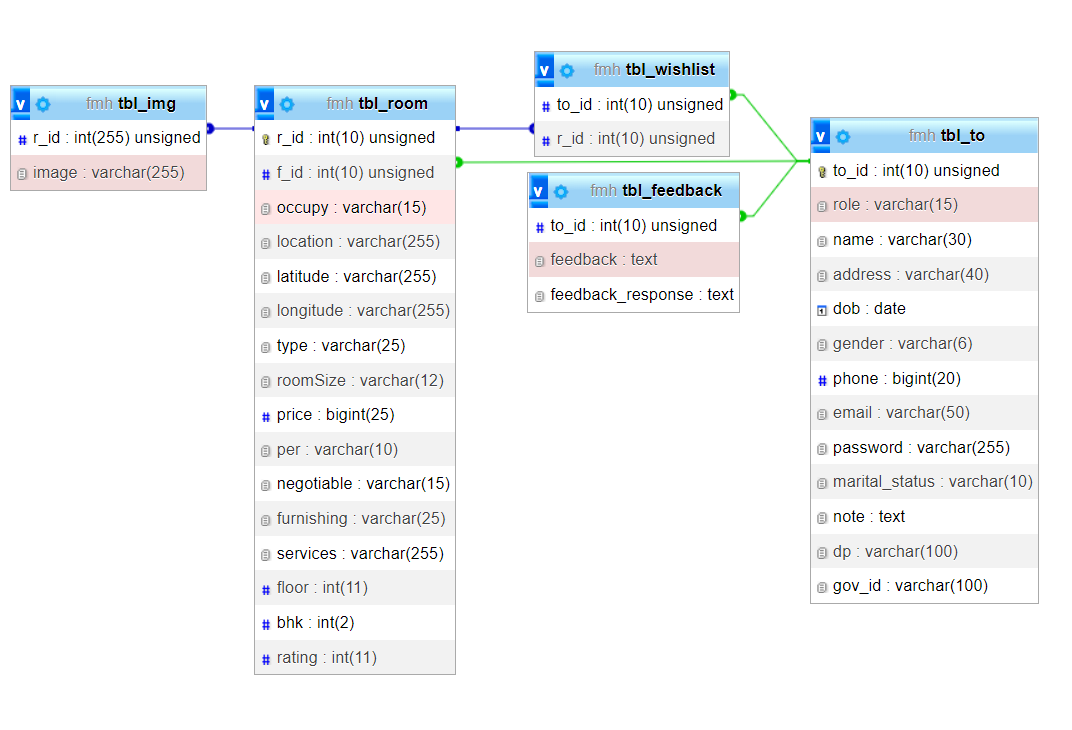 v fmh tbl_img
# r_id : int(255) unsigned
image : varchar(255)
v fmh tbl_room
r_id : int(10) unsigned
# f_id : int(10) unsigned
occupy : varchar(15)
location : varchar(255)
latitude : varchar(255)
longitude : varchar(255)
type : varchar(25)
roomSize : varchar(12)
# price : bigint(25)
per : varchar(10)
negotiable : varchar(15)
furnishing : varchar(25)
services : varchar(255)
# floor : int(11)
# bhk : int(2)
# rating : int(11)
v fmh tbl_wishlist
# to_id : int(10) unsigned
# r_id : int(10) unsigned
v fmh tbl_feedback
# to_id : int(10) unsigned
feedback : text
feedback_response : text
v fmh tbl_to
to_id : int(10) unsigned
role : varchar(15)
name : varchar(30)
address : varchar(40)
dob : date
gender : varchar(6)
# phone : bigint(20)
email : varchar(50)
password : varchar(255)
marital_status : varchar(10)
note : text
dp : varchar(100)
gov_id : varchar(100)